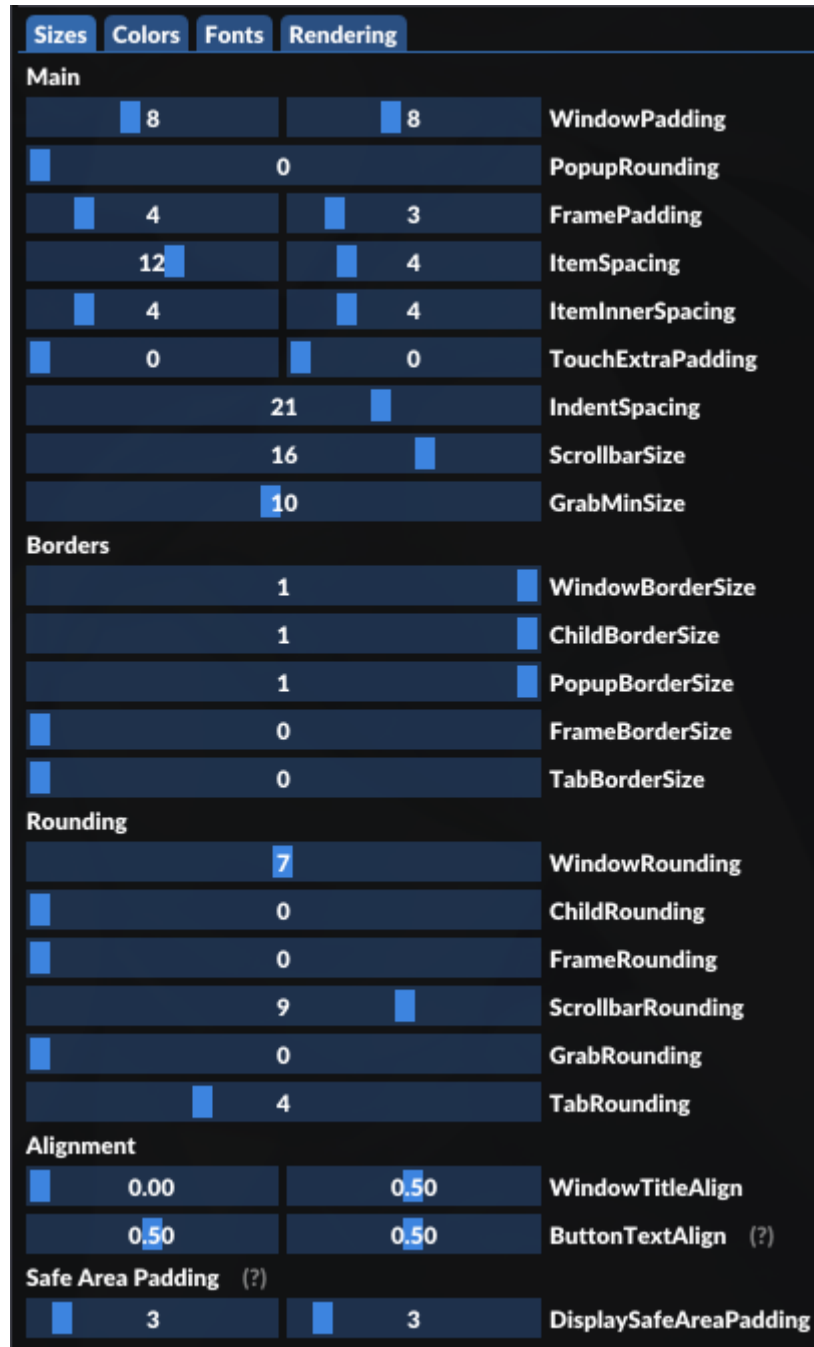 Sizes Colors Fonts Rendering
Main
8 8 WindowPadding
0 PopupRounding
4 3 FramePadding
12 4 ItemSpacing
4 4 ItemInnerSpacing
0 0 TouchExtraPadding
21 IndentSpacing
16 ScrollbarSize
10 GrabMinSize
Borders
1 WindowBorderSize
1 ChildBorderSize
1 PopupBorderSize
0 FrameBorderSize
0 TabBorderSize
Rounding
7 WindowRounding
0 ChildRounding
0 FrameRounding
9 ScrollbarRounding
0 GrabRounding
4 TabRounding
Alignment
0.00 0.50 WindowTitleAlign
0.50 0.50 ButtonTextAlign (?)
Safe Area Padding (?)
3 3 DisplaySafeAreaPadding